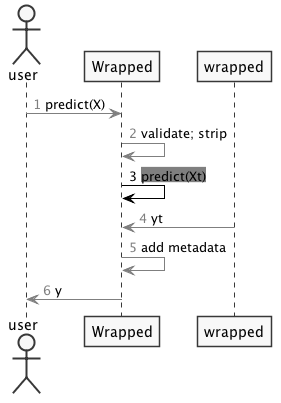 user
Wrapped
wrapped
1 predict(X)
2 validate; strip
3 predict(Xt)
4 yt
5 add metadata
6 y
user
Wrapped
wrapped